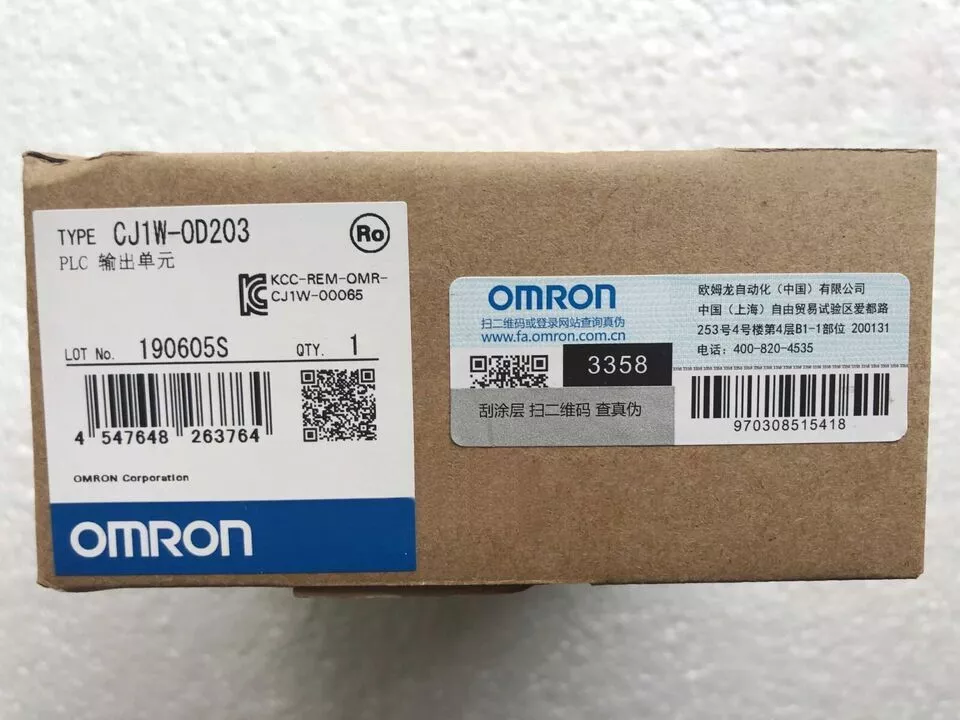 TYPE CJ1W-OD203
Ro
PLC 输出单元
KCC-REM-OMR-
CJ1W-00065
LOT No. 190605S QTY. 1
4 547648 263764
OMRON Corporation
OMRON
OMRON
扫二维码或登录网站查询真伪
www.fa.omron.com.cn
3358
刮涂层 扫二维码 查真伪
欧姆龙自动化（中国）有限公司
中国（上海）自由贸易试验区爱都路
253号4号楼第4层B1-1部位 200131
电话：400-820-4535
970308515418